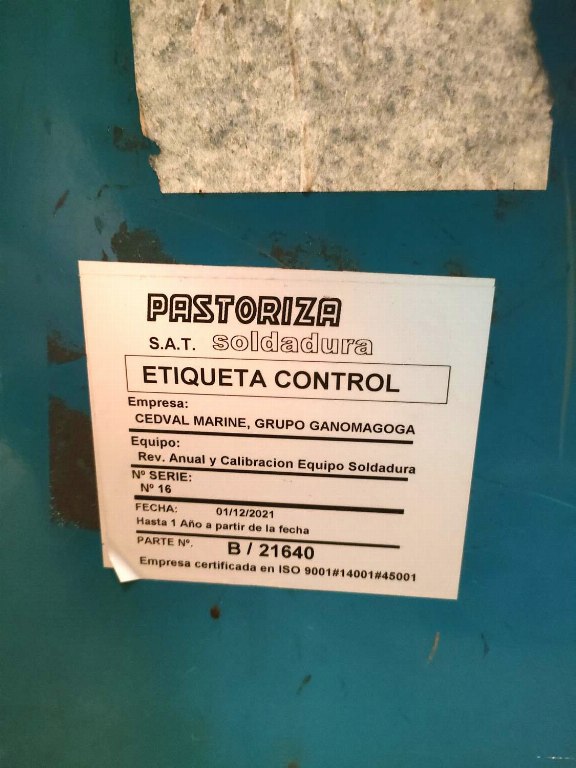 PASTORIZA
S.A.T. soldadura
ETIQUETA CONTROL
Empresa:
CEDVAL MARINE, GRUPO GANOMAGOGA
Equipo:
Rev. Anual y Calibracion Equipo Soldadura
Nº SERIE:
Nº 16
FECHA: 01/12/2021
Hasta 1 Año a partir de la fecha
PARTE Nº. B / 21640
Empresa certificada en ISO 9001#14001#45001